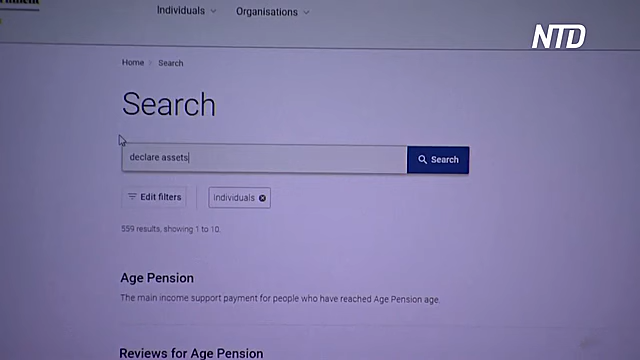 Individuals
Organisations
NTD
Home
Search
Search
declare assets
Search
Edit filters
individuals
559 results, showing 1 to 10.
Age Pension
The main income support payment for people who have reached Age Pension age.
Reviews for Age Pension